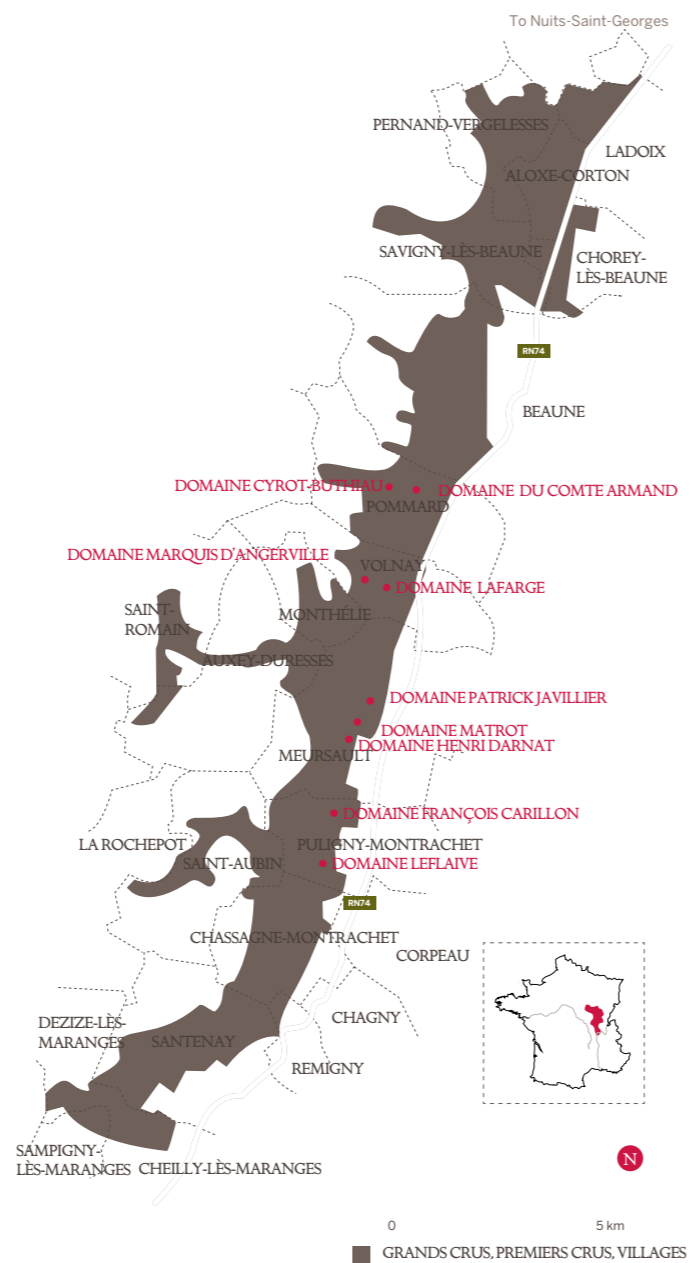 To Nuits-Saint-Georges
PERNAND-VERGELESSES
LADOIX
ALOXE-CORTON
SAVIGNY-LÈS-BEAUNE
CHOREY-
LÈS-BEAUNE
RN74
BEAUNE
DOMAINE CYROT-BUTHIAU
DOMAINE DU COMTE ARMAND
POMMARD
DOMAINE MARQUIS D'ANGERVILLE
VOLNAY
DOMAINE LAFARGE
SAINT-
ROMAIN
MONTHÉLIE
AUXEY-DURESSES
DOMAINE PATRICK JAVILLIER
DOMAINE MATROT
DOMAINE HENRI DARNAT
MEURSAULT
DOMAINE FRANÇOIS CARILLON
LA ROCHEPOT
PULIGNY-MONTRACHET
SAINT-AUBIN
DOMAINE LEFLAIVE
RN74
CHASSAGNE-MONTRACHET
CORPEAU
CHAGNY
DEZIZE-LÈS-
MARANGES
SANTENAY
REMIGNY
SAMPIGNY-
LÈS-MARANGES
CHEILLY-LÈS-MARANGES
N
0
5 km
GRANDS CRUS, PREMIERS CRUS, VILLAGES